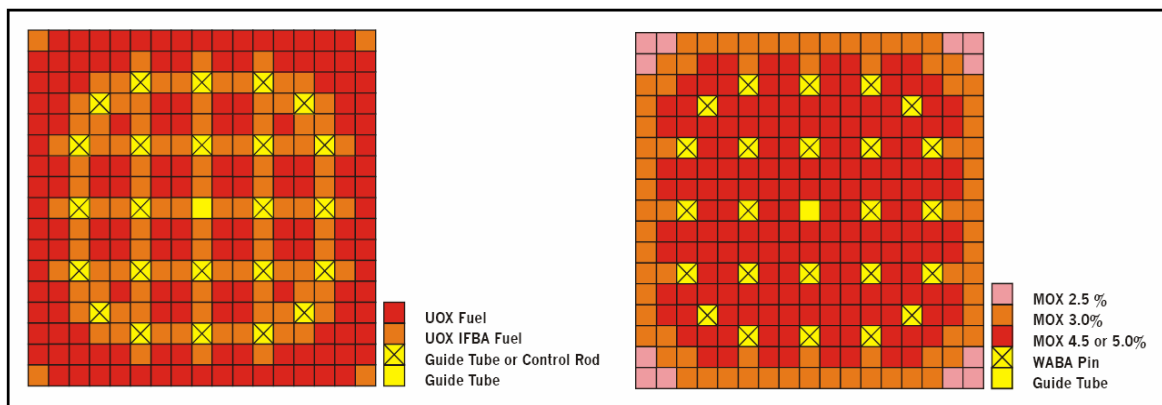 UOX Fuel
UOX IFBA Fuel
Guide Tube or Control Rod
Guide Tube
MOX 2.5 %
MOX 3.0%
MOX 4.5 or 5.0%
WABA Pin
Guide Tube